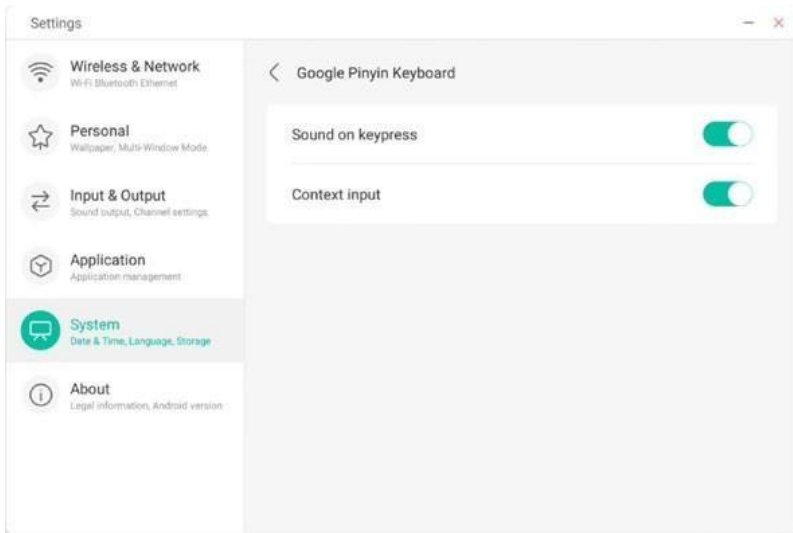 Settings
Wireless & Network
Wi-Fi Bluetooth Ethernet
Personal
Wallpaper, Multi-Window Mode
Input & Output
Sound output, Channel settings
Application
Application management
System
Date & Time, Language, Storage
About
Legal information, Android version
Google Pinyin Keyboard
Sound on keypress
Context input